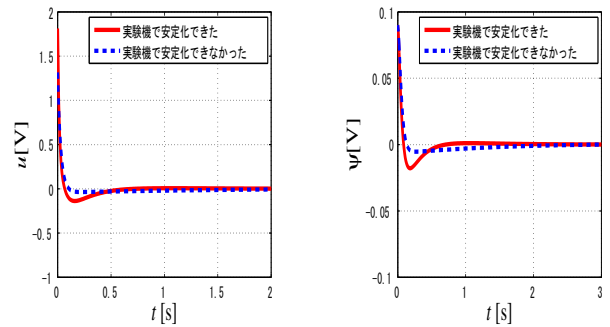 2
1.5
1
0.5
0
-0.5
-1
u[V]
実験機で安定化できた
実験機で安定化できなかった
0 0.5 1 1.5 2
t[s]
0.1
0.05
0
-0.05
-0.1
ψ[V]
実験機で安定化できた
実験機で安定化できなかった
0 1 2 3
t[s]